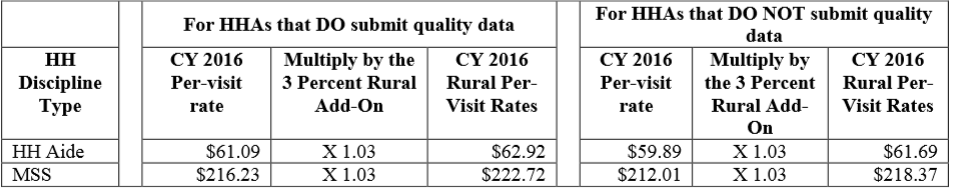 For HHAs that DO submit quality data
For HHAs that DO NOT submit quality
data
HH
Discipline
Type
CY 2016
Per-visit
rate
Multiply by the
3 Percent Rural
Add-On
CY 2016
Rural Per-
Visit Rates
CY 2016
Per-visit
rate
Multiply by
the 3 Percent
Rural Add-
On
CY 2016
Rural Per-
Visit Rates
HH Aide $61.09 X 1.03 $62.92 $59.89 X 1.03 $61.69
MSS $216.23 X 1.03 $222.72 $212.01 X 1.03 $218.37